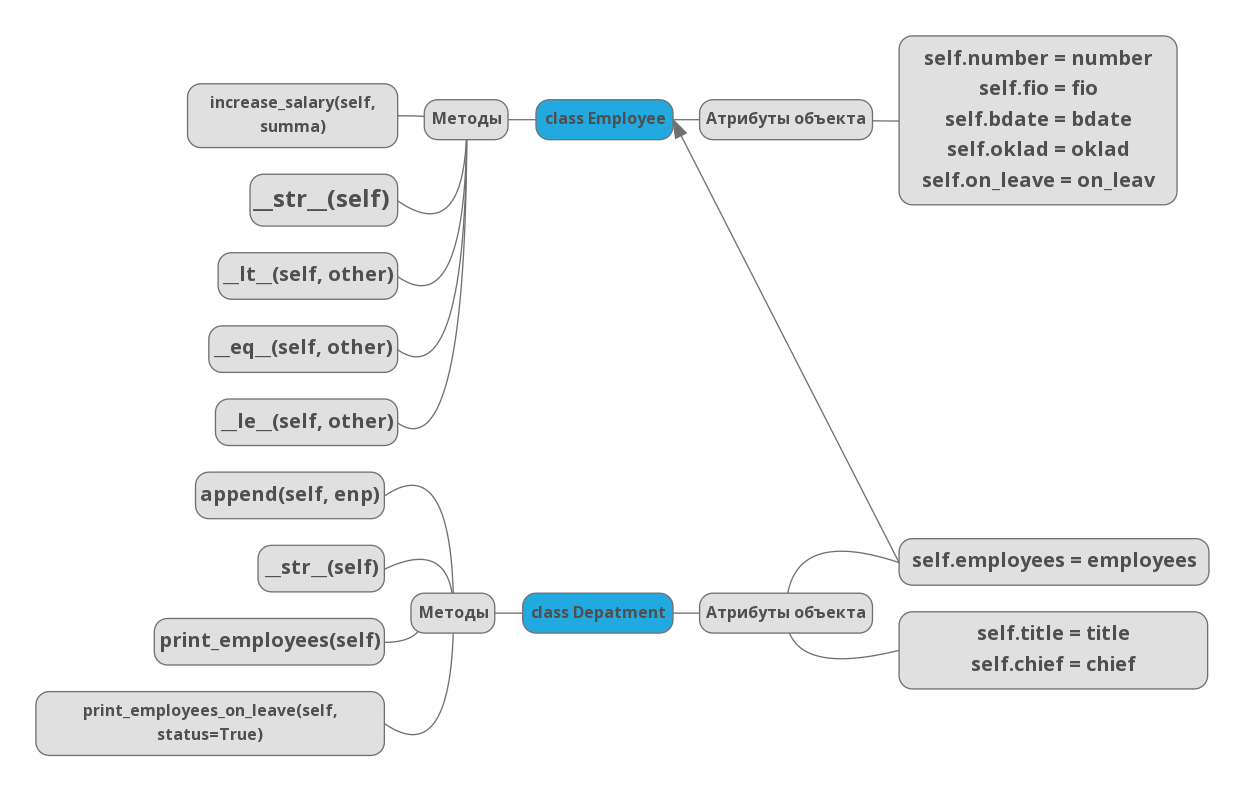 increase_salary(self,
summa)
Методы
class Employee
Атрибуты объекта
self.number = number
self.fio = fio
self.bdate = bdate
self.oklad = oklad
self.on_leave = on_leav
__str__(self)
__lt__(self, other)
__eq__(self, other)
__le__(self, other)
append(self, enp)
__str__(self)
print_employees(self)
print_employees_on_leave(self,
status=True)
Методы
class Depatment
Атрибуты объекта
self.employees = employees
self.title = title
self.chief = chief